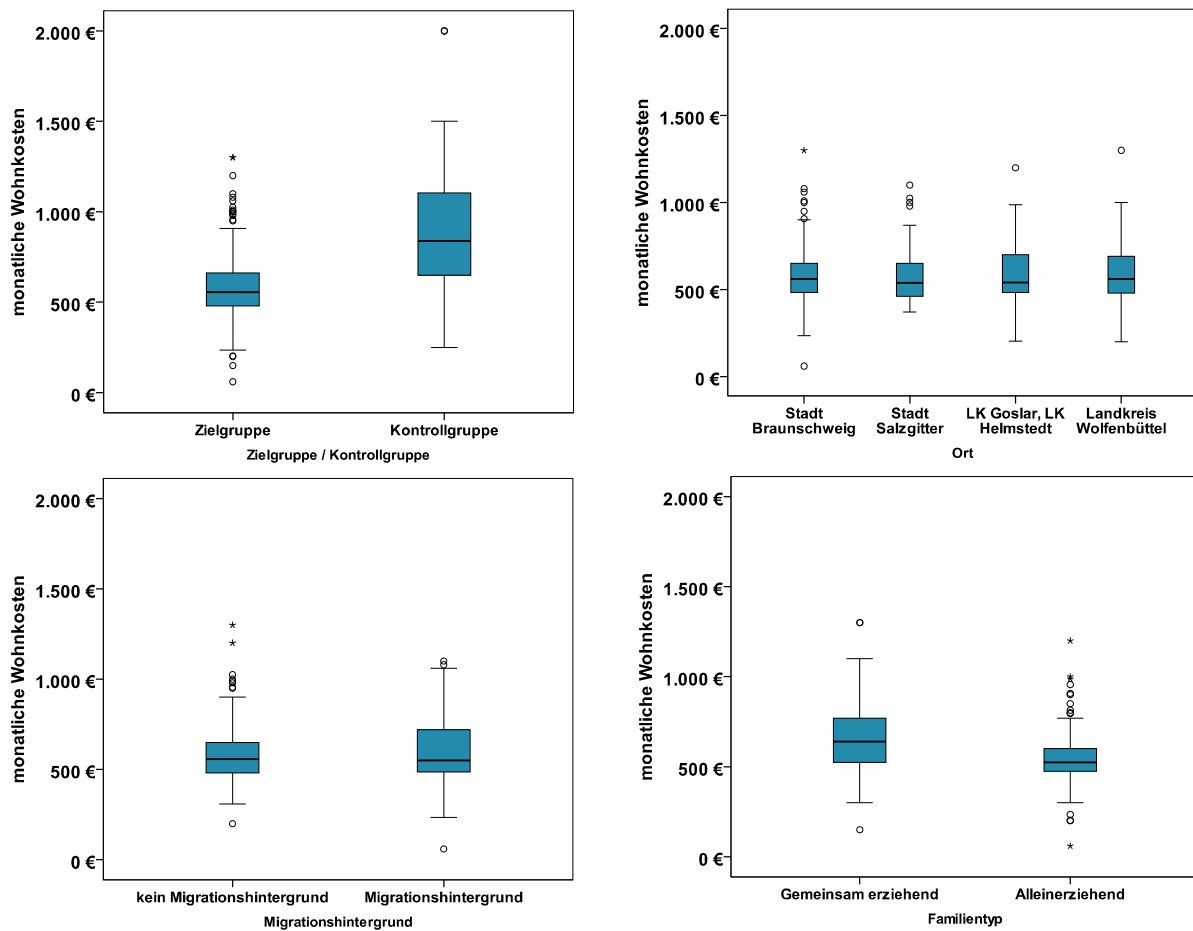 monatliche Wohnkosten
2.000 €
1.500 €
1.000 €
500 €
0 €
Zielgruppe
Kontrollgruppe
Zielgruppe / Kontrollgruppe
monatliche Wohnkosten
2.000 €
1.500 €
1.000 €
500 €
0 €
Stadt
Braunschweig
Stadt
Salzgitter
LK Goslar, LK
Helmstedt
Landkreis
Wolfenbüttel
Ort
monatliche Wohnkosten
2.000 €
1.500 €
1.000 €
500 €
0 €
kein Migrationshintergrund
Migrationshintergrund
Migrationshintergrund
monatliche Wohnkosten
2.000 €
1.500 €
1.000 €
500 €
0 €
Gemeinsam erziehend
Alleinerziehend
Familientyp